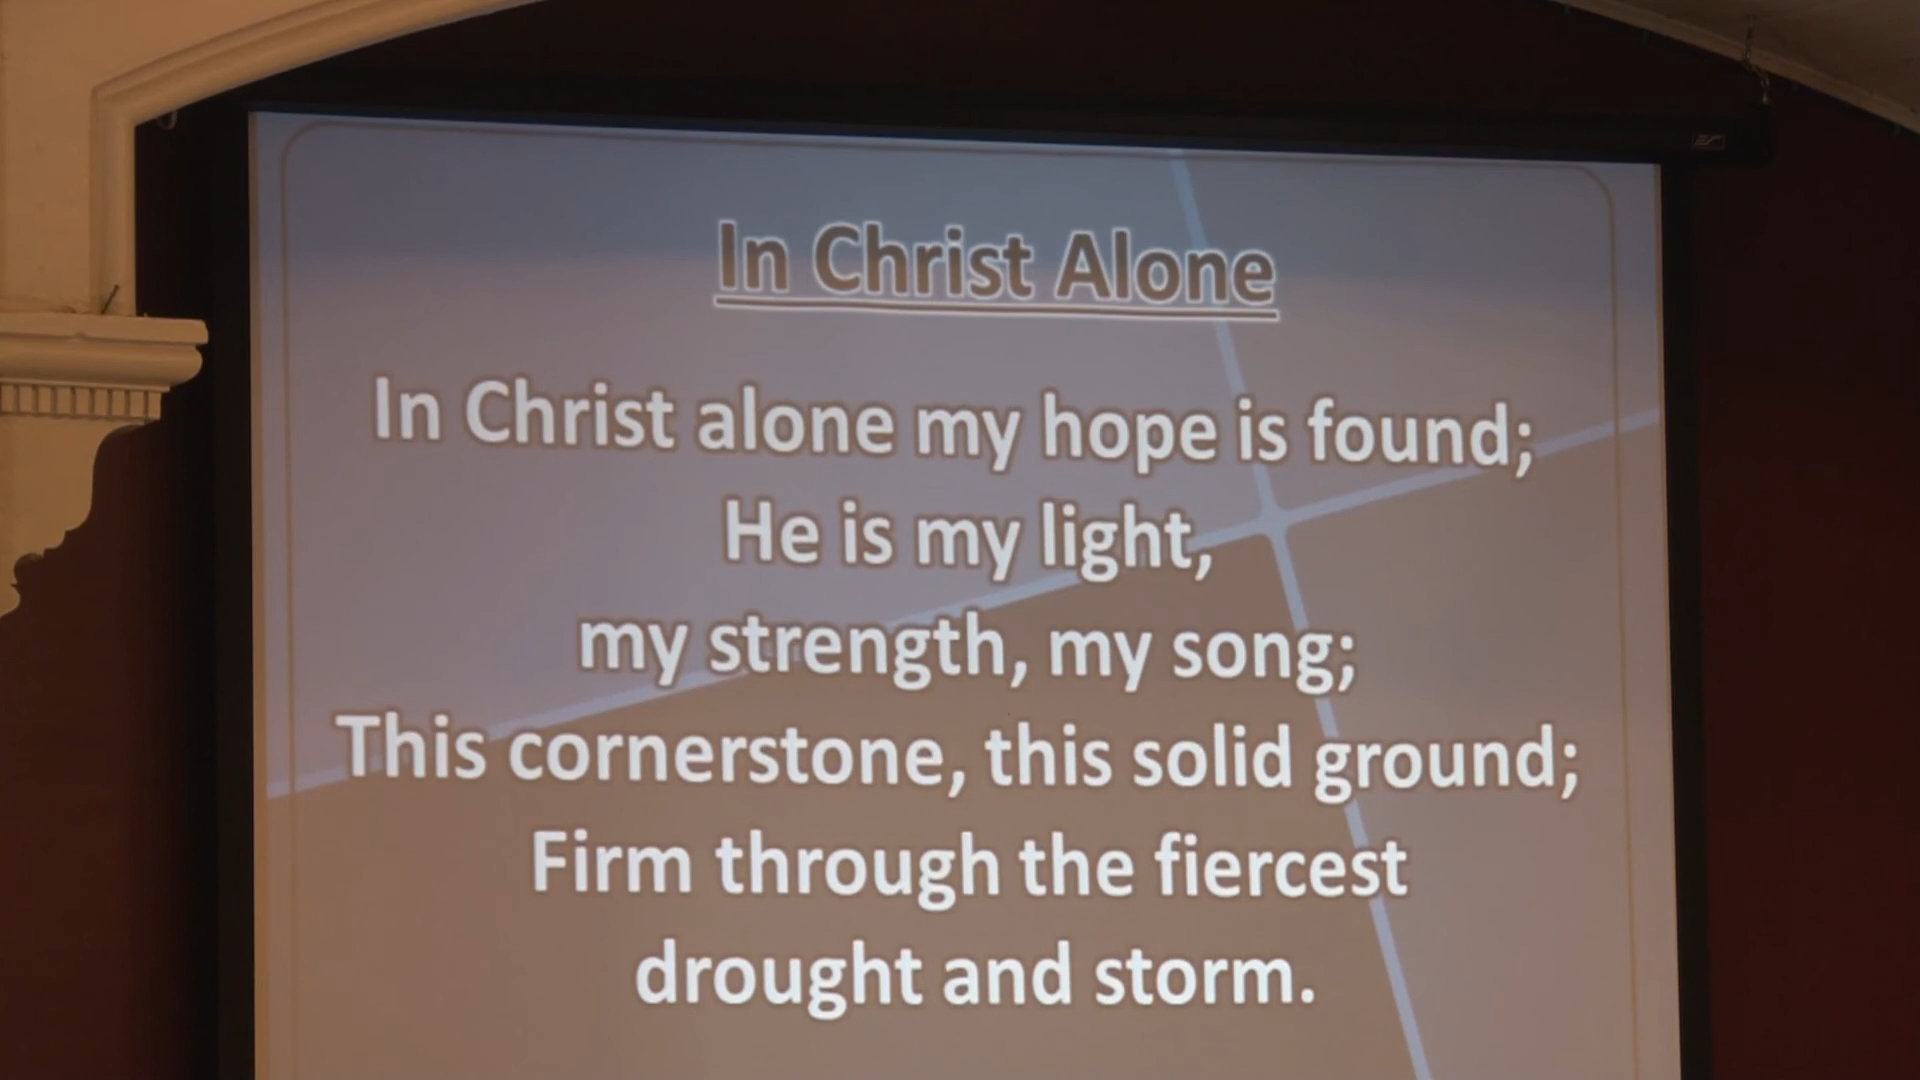 In Christ Alone
In Christ alone my hope is found;
He is my light,
my strength, my song;
This cornerstone, this solid ground;
Firm through the fiercest
drought and storm.